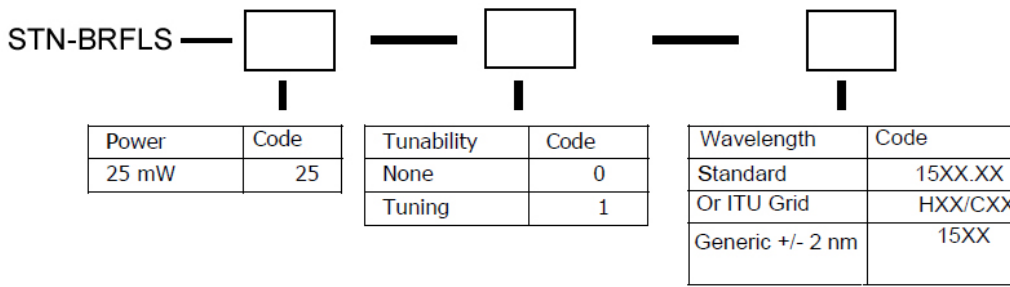 STN-BRFLS
Power Code
25 mW 25
Tunability Code
None 0
Tuning 1
Wavelength Code
Standard 15XX.XX
Or ITU Grid HXX/CXX
Generic +/- 2 nm 15XX